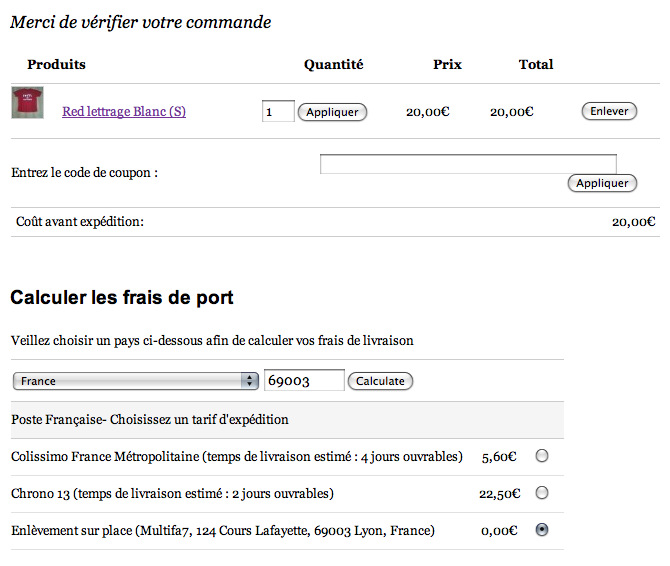 Merci de vérifier votre commande
Produits Quantité Prix Total
Red lettrage Blanc (S) 1 Appliquer 20,00€ 20,00€ Enlever
Entrez le code de coupon :
Appliquer
Coût avant expédition: 20,00€
Calculer les frais de port
Veillez choisir un pays ci-dessous afin de calculer vos frais de livraison
France 69003 Calculate
Poste Française- Choisissez un tarif d'expédition
Colissimo France Métropolitaine (temps de livraison estimé : 4 jours ouvrables) 5,60€
Chrono 13 (temps de livraison estimé : 2 jours ouvrables) 22,50€
Enlèvement sur place (Multifa7, 124 Cours Lafayette, 69003 Lyon, France) 0,00€